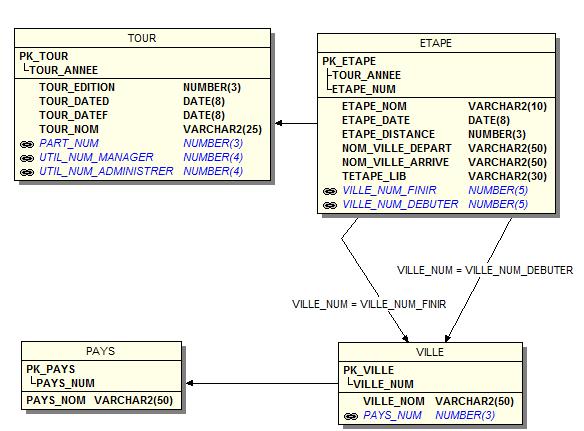 TOUR
PK_TOUR
TOUR_ANNEE
TOUR_EDITION NUMBER(3)
TOUR_DATED DATE(8)
TOUR_DATEF DATE(8)
TOUR_NOM VARCHAR2(25)
PART_NUM NUMBER(3)
UTIL_NUM_MANAGER NUMBER(4)
UTIL_NUM_ADMINISTRER NUMBER(4)
ETAPE
PK_ETAPE
TOUR_ANNEE
ETAPE_NUM
ETAPE_NOM VARCHAR2(10)
ETAPE_DATE DATE(8)
ETAPE_DISTANCE NUMBER(3)
NOM_VILLE_DEPART VARCHAR2(50)
NOM_VILLE_ARRIVE VARCHAR2(50)
TETAPE_LIB VARCHAR2(30)
VILLE_NUM_FINIR NUMBER(5)
VILLE_NUM_DEBUTER NUMBER(5)
VILLE_NUM = VILLE_NUM_DEBUTER
VILLE_NUM = VILLE_NUM_FINIR
PAYS
PK_PAYS
PAYS_NUM
PAYS_NOM VARCHAR2(50)
VILLE
PK_VILLE
VILLE_NUM
VILLE_NOM VARCHAR2(50)
PAYS_NUM NUMBER(3)